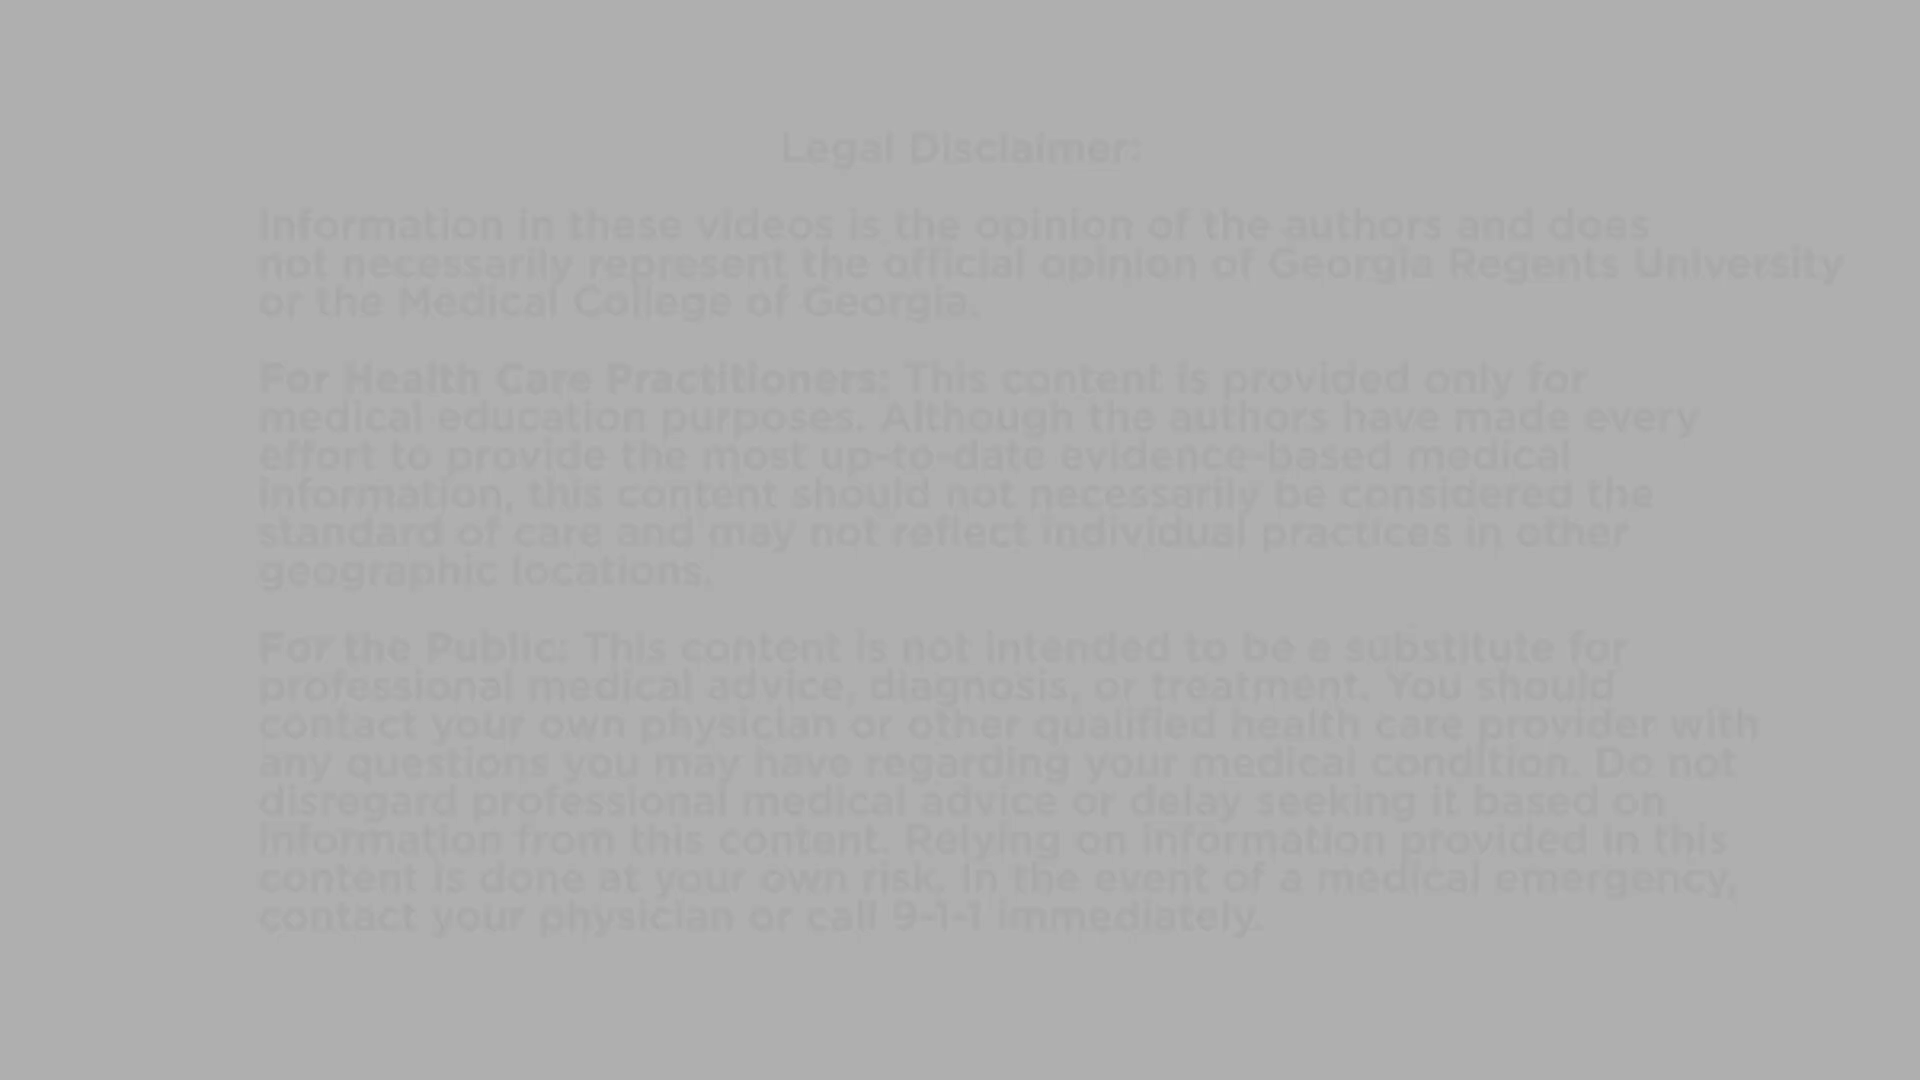 Legal Disclaimer:
Information in these videos is the opinion of the authors and does
not necessarily represent the official opinion of Georgia Regents University
or the Medical College of Georgia.
For Health Care Practitioners: This content is provided only for
medical education purposes. Although the authors have made every
effort to provide the most up-to-date evidence-based medical
information, this content should not necessarily be considered the
standard of care and may not reflect individual practices in other
geographic locations.
For the Public: This content is not intended to be a substitute for
professional medical advice, diagnosis, or treatment. You should
contact your own physician or other qualified health care provider with
any questions you may have regarding your medical condition. Do not
disregard professional medical advice or delay seeking it based on
information from this content. Relying on information provided in this
content is done at your own risk. In the event of a medical emergency,
contact your physician or call 9-1-1 immediately.